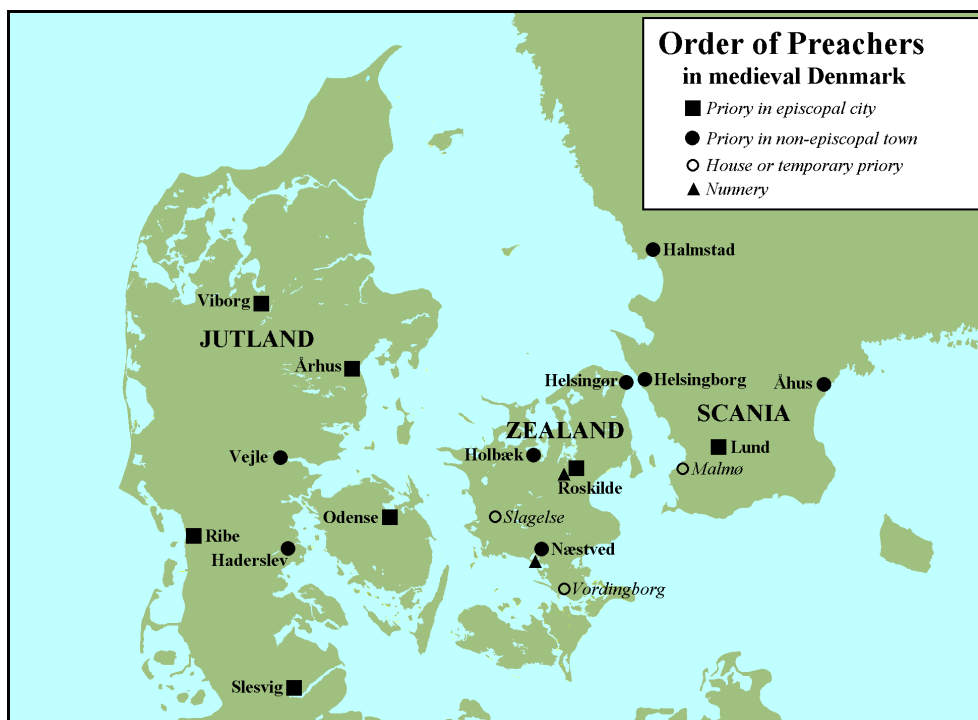 Order of Preachers
in medieval Denmark
Priory in episcopal city
Priory in non-episcopal town
House or temporary priory
Nunnery
Halmstad
Viborg
JUTLAND
Århus
Helsingør
Helsingborg
Åhus
SCANIA
ZEALAND
Lund
Holbæk
Vejle
Malmø
Roskilde
Odense
Slagelse
Ribe
Haderslev
Næstved
Vordingborg
Slesvig